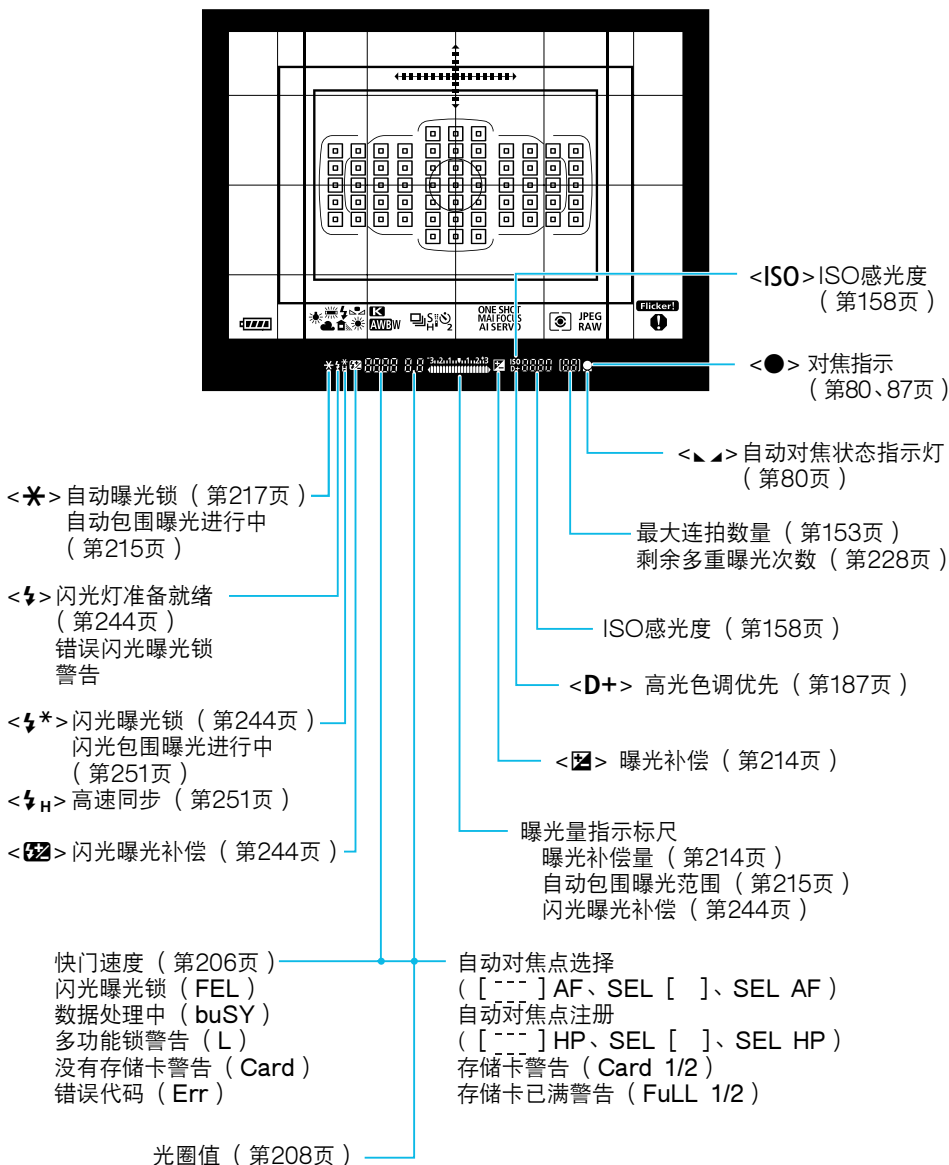 Flicker!
K
AWB W
S
H
2
ONE SHOT
MAI FOCUS
AI SERVO
JPEG
RAW
<ISO>ISO感光度
(第158页)
<●> 对焦指示
(第80、87页)
<◣ ◢>自动对焦状态指示灯
(第80页)
最大连拍数量(第153页)
剩余多重曝光次数(第228页)
ISO感光度(第158页)
<D+> 高光色调优先(第187页)
< > 曝光补偿(第214页)
曝光量指示标尺
曝光补偿量(第214页)
自动包围曝光范围(第215页)
闪光曝光补偿(第244页)
<✱>自动曝光锁(第217页)
自动包围曝光进行中
(第215页)
<⚡>闪光灯准备就绪
(第244页)
错误闪光曝光锁
警告
<⚡*>闪光曝光锁(第244页)
闪光包围曝光进行中
(第251页)
<⚡H>高速同步(第251页)
< >闪光曝光补偿(第244页)
快门速度(第206页)
闪光曝光锁(FEL)
数据处理中(buSY)
多功能锁警告(L)
没有存储卡警告(Card)
错误代码(Err)
自动对焦点选择
([ --- ] AF、SEL [ ]、SEL AF)
自动对焦点注册
([ --- ] HP、SEL [ ]、SEL HP)
存储卡警告(Card 1/2)
存储卡已满警告(FuLL 1/2)
光圈值(第208页)